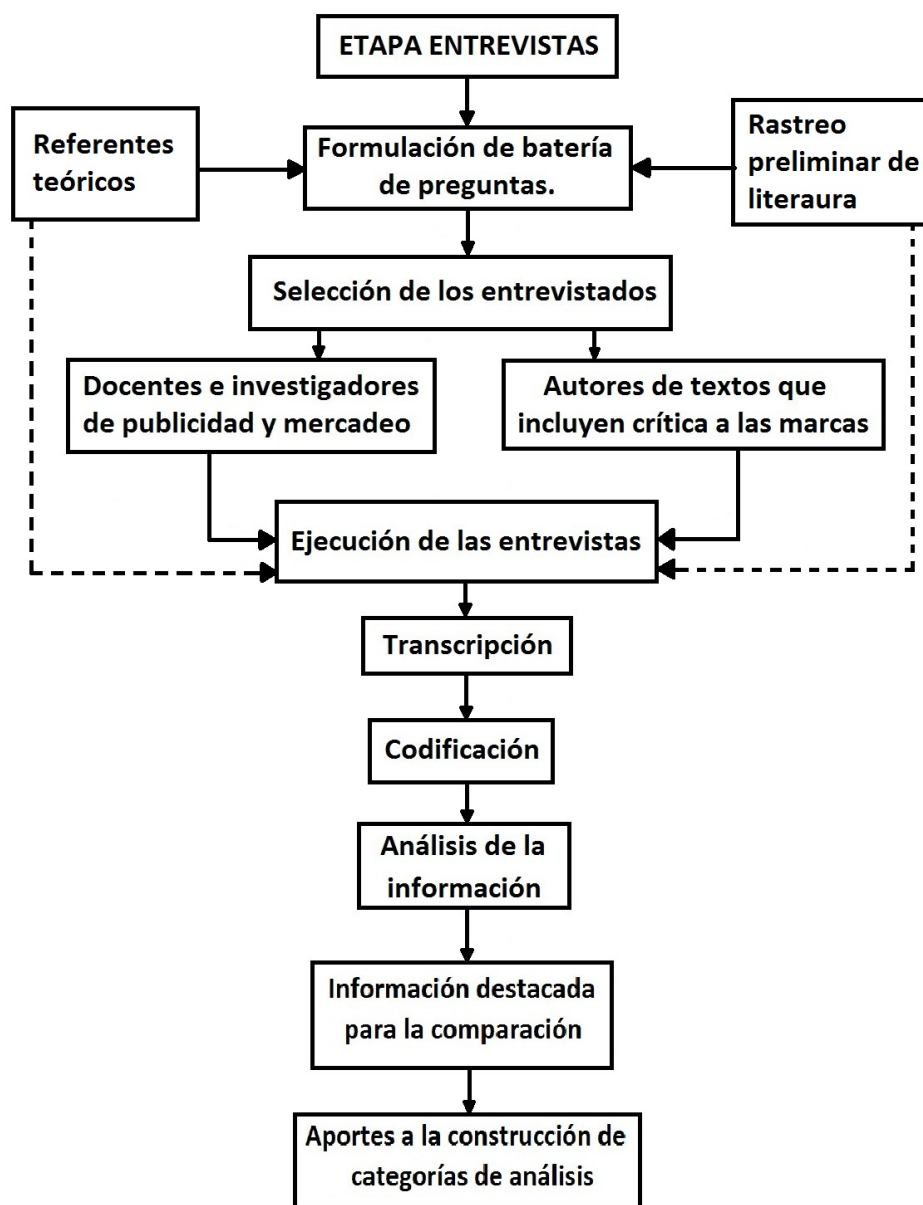 ETAPA ENTREVISTAS
Referentes
teóricos
Formulación de batería
de preguntas.
Rastreo
preliminar de
literaura
Selección de los entrevistados
Docentes e investigadores
de publicidad y mercadeo
Autores de textos que
incluyen crítica a las marcas
Ejecución de las entrevistas
Transcripción
Codificación
Análisis de la
información
Información destacada
para la comparación
Aportes a la construcción de
categorías de análisis